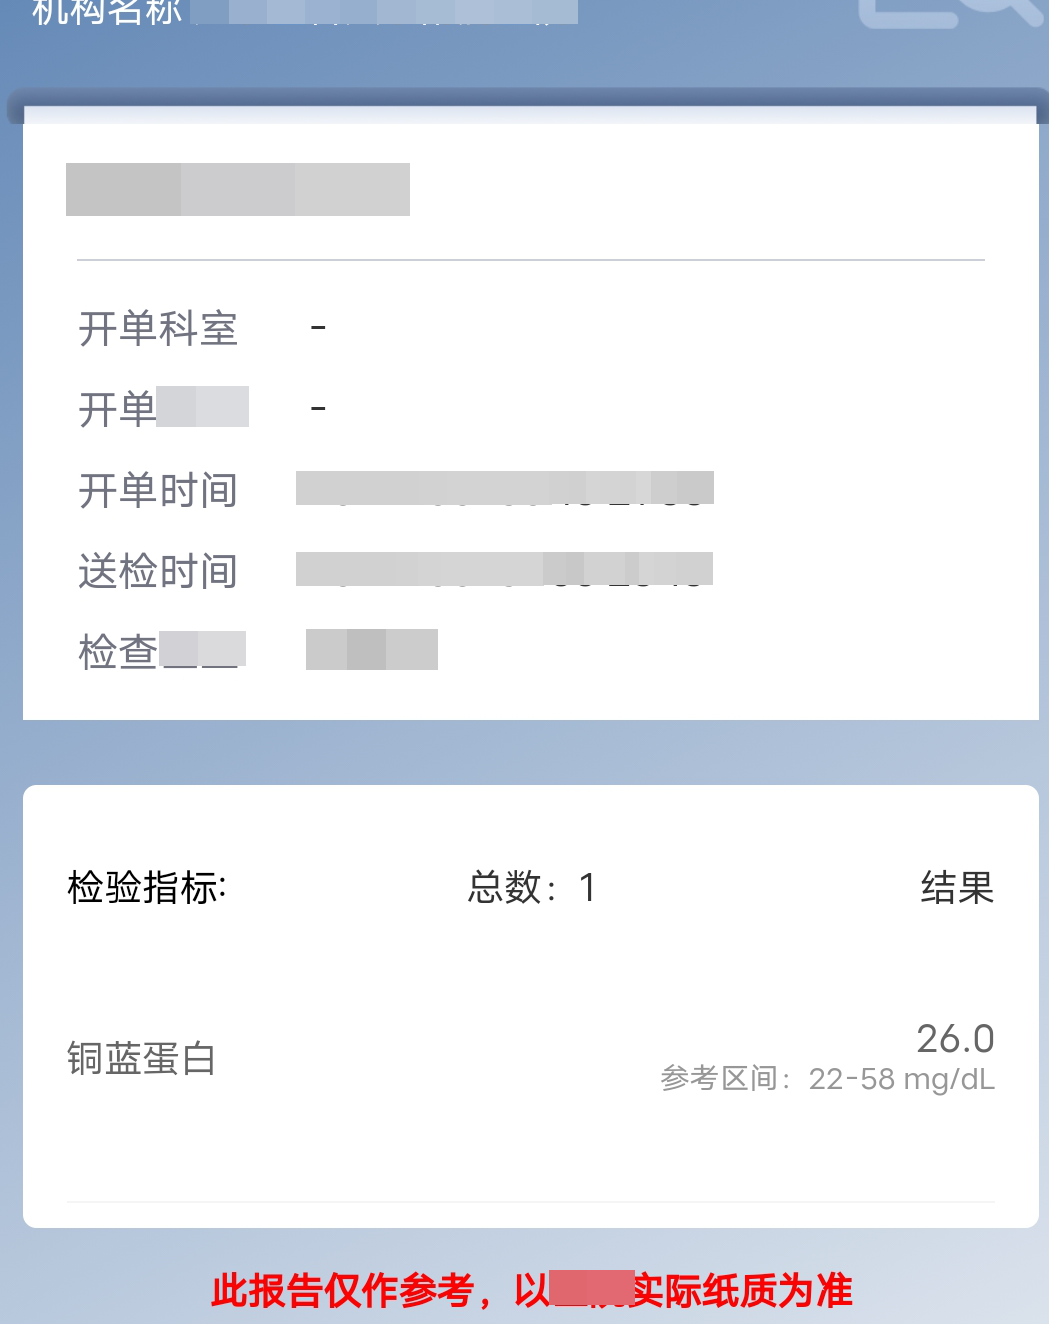 机构名称
开单科室 -
开单 -
开单时间
送检时间
检查
检验指标: 总数：1 结果
铜蓝蛋白 26.0
参考区间：22-58 mg/dL
此报告仅作参考，以实际纸质为准